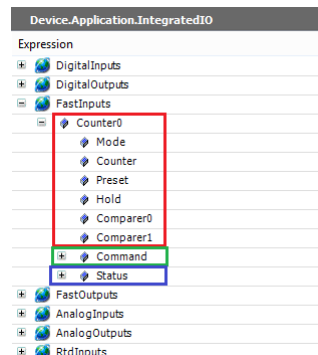 Device.Application.IntegratedIO
Expression
DigitalInputs
DigitalOutputs
FastInputs
Counter0
Mode
Counter
Preset
Hold
Comparer0
Comparer1
Command
Status
FastOutputs
AnalogInputs
AnalogOutputs
RtdInputs